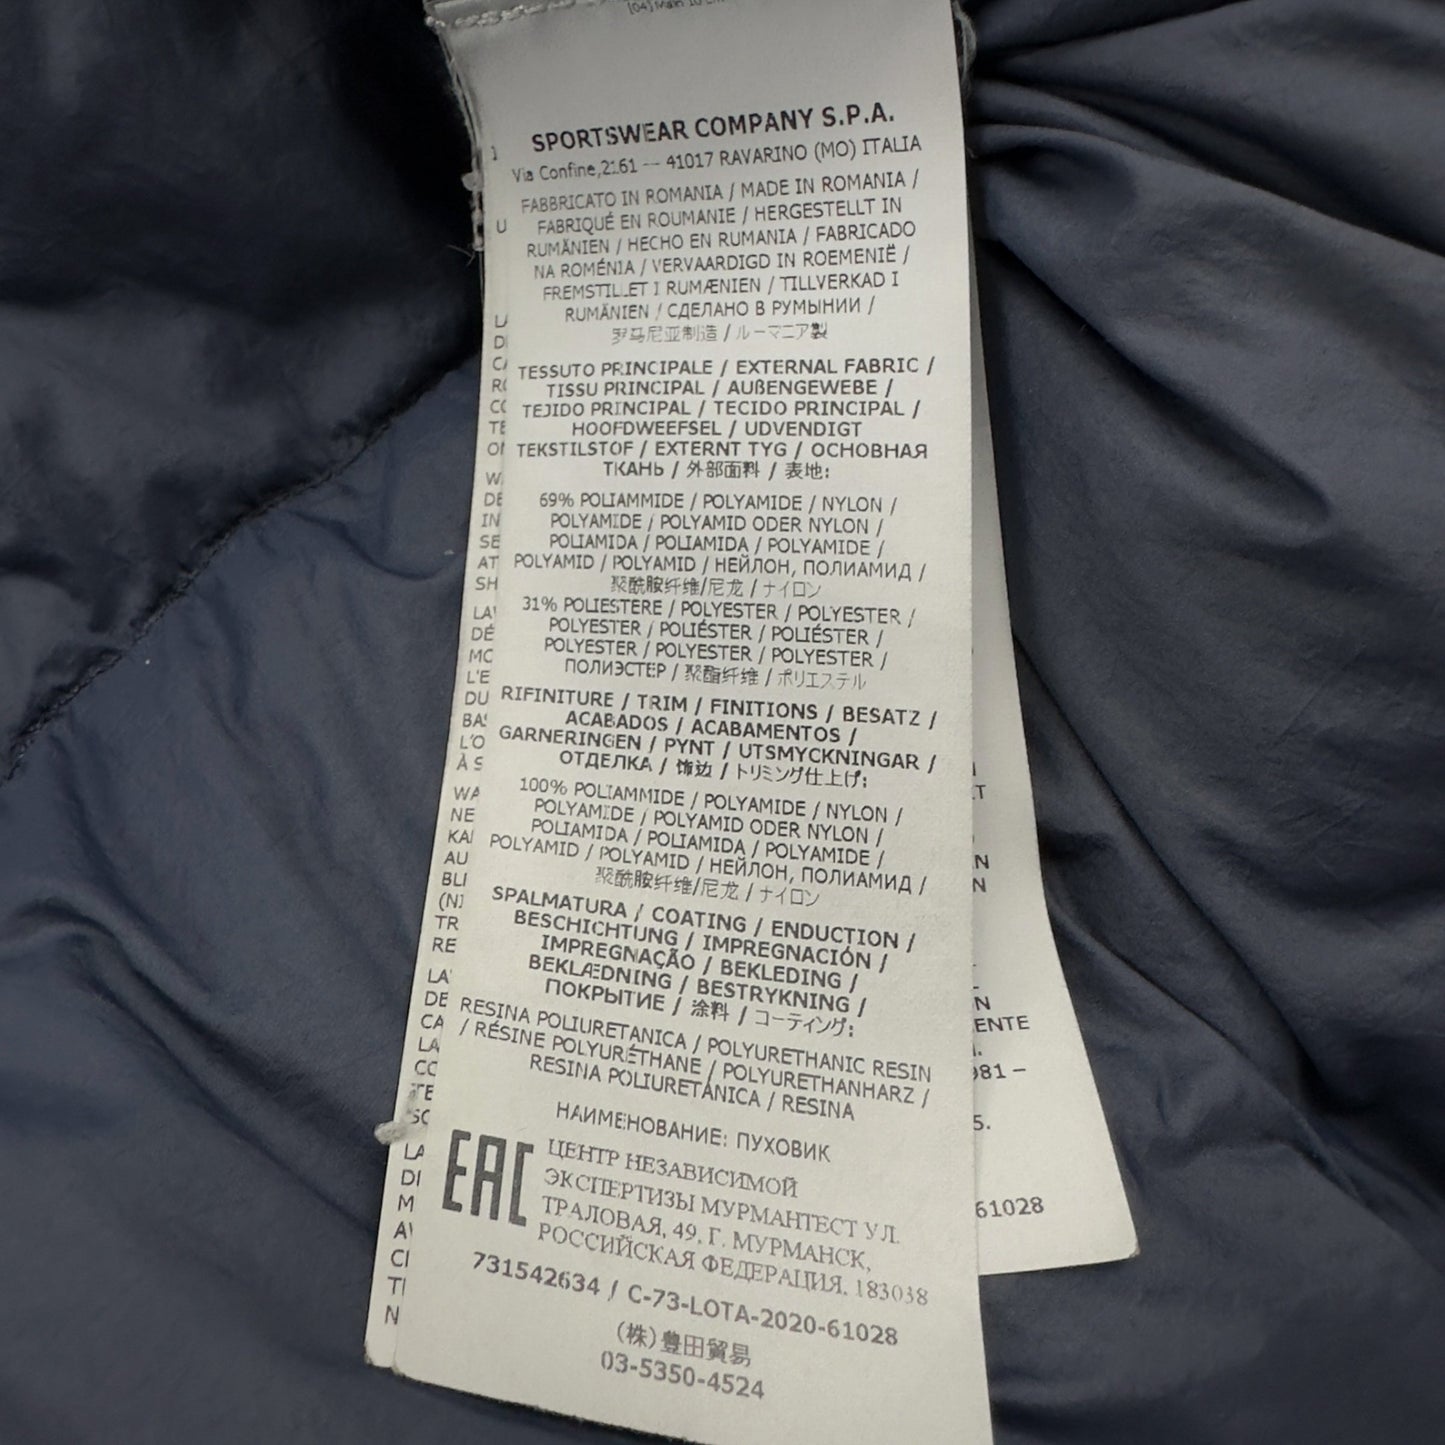 SPORTSWEAR COMPANY S.P.A.
Via Confine,2161 -- 41017 RAVARINO (MO) ITALIA
FABBRICATO IN ROMANIA / MADE IN ROMANIA /
FABRIQUÉ EN ROUMANIE / HERGESTELLT IN
RUMÄNIEN / HECHO EN RUMANIA / FABRICADO
NA ROMÉNIA / VERVAARDIGD IN ROEMENIË /
FREMSTILLET I RUMÆNIEN / TILLVERKAD I
RUMÄNIEN / СДЕЛАНО В РУМЫНИИ /
罗马尼亚制造 / ルーマニア製
TESSUTO PRINCIPALE / EXTERNAL FABRIC /
TISSU PRINCIPAL / AUßENGEWEBE /
TEJIDO PRINCIPAL / TECIDO PRINCIPAL /
HOOFDWEEFSEL / UDVENDIGT
TEKSTILSTOF / EXTERNT TYG / ОСНОВНАЯ
ТКАНЬ / 外部面料 / 表地:
69% POLIAMMIDE / POLYAMIDE / NYLON /
POLYAMIDE / POLYAMID ODER NYLON /
POLIAMIDA / POLIAMIDA / POLYAMIDE /
POLYAMID / POLYAMID / НЕЙЛОН, ПОЛИАМИД /
聚酰胺纤维/尼龙 / ナイロン
31% POLIESTERE / POLYESTER / POLYESTER /
POLYESTER / POLIÉSTER / POLIÉSTER /
POLYESTER / POLYESTER / POLYESTER /
ПОЛИЭСТЕР / 聚酯纤维 / ポリエステル
RIFINITURE / TRIM / FINITIONS / BESATZ /
ACABADOS / ACABAMENTOS /
GARNERINGEN / PYNT / UTSMYCKNINGAR /
ОТДЕЛКА / 饰边 / トリミング仕上げ:
100% POLIAMMIDE / POLYAMIDE / NYLON /
POLYAMIDE / POLYAMID ODER NYLON /
POLIAMIDA / POLIAMIDA / POLYAMIDE /
POLYAMID / POLYAMID / НЕЙЛОН, ПОЛИАМИД /
聚酰胺纤维/尼龙 / ナイロン
SPALMATURA / COATING / ENDUCTION /
BESCHICHTUNG / IMPREGNACIÓN /
IMPREGNAÇÃO / BEKLEDING /
BEKLÆDNING / BESTRYKNING /
ПОКРЫТИЕ / 涂料 / コーティング:
RESINA POLIURETANICA / POLYURETHANIC RESIN
/ RÉSINE POLYURÉTHANE / POLYURETHANHARZ /
RESINA POLIURETÁNICA / RESINA
НАИМЕНОВАНИЕ: ПУХОВИК
EAC
ЦЕНТР НЕЗАВИСИМОЙ
ЭКСПЕРТИЗЫ МУРМАНТЕСТ УЛ.
ТРАЛОВАЯ, 49, Г. МУРМАНСК,
РОССИЙСКАЯ ФЕДЕРАЦИЯ, 183038
731542634 / C-73-LOTA-2020-61028
(株)豊田貿易
03-5350-4524
ENTE
981 –
61028